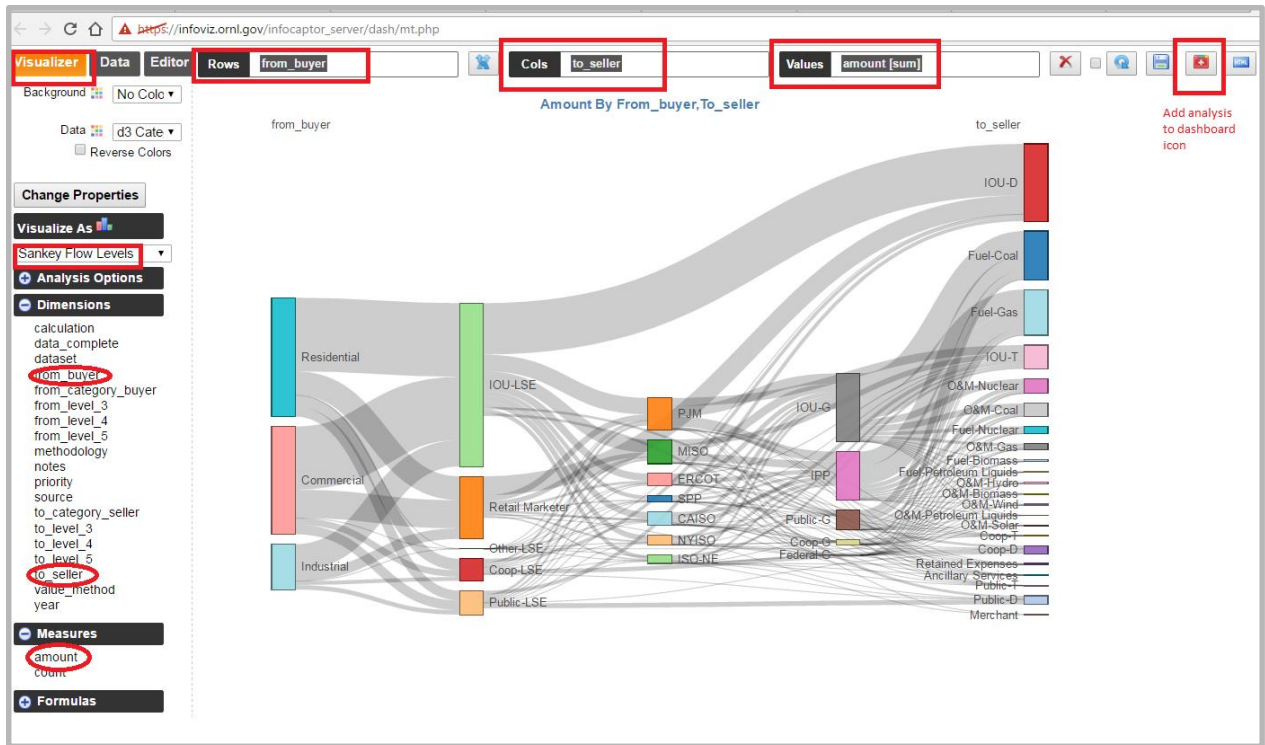 https://infoviz.ornl.gov/infocaptor_server/dash/mt.php
Visualizer Data Editor Rows from_buyer Cols to_seller Values amount [sum]
Background No Colc
Data d3 Cate
Reverse Colors
Change Properties
Visualize As
Sankey Flow Levels
Analysis Options
Dimensions
calculation
data_complete
dataset
from_buyer
from_category_buyer
from_level_3
from_level_4
from_level_5
methodology
notes
priority
source
to_category_seller
to_level_3
to_level_4
to_level_5
to_seller
value_method
year
Measures
amount
count
Formulas
Amount By From_buyer,To_seller
from_buyer
to_seller
Add analysis
to dashboard
icon
Residential
Commercial
Industrial
IOU-LSE
Retail Marketer
Other-LSE
Coop-LSE
Public-LSE
PJM
MISO
ERCOT
SPP
CAISO
NYISO
ISO-NE
IOU-G
IPP
Public-G
Coop-G
Federal-G
IOU-D
Fuel-Coal
Fuel-Gas
IOU-T
O&M-Nuclear
O&M-Coal
Fuel-Nuclear
O&M-Gas
Fuel-Biomass
Fuel-Petroleum Liquids
O&M-Hydro
O&M-Biomass
O&M-Wind
O&M-Petroleum Liquids
O&M-Solar
Coop-T
Coop-D
Retained Expenses
Ancillary Services
Public-T
Public-D
Merchant